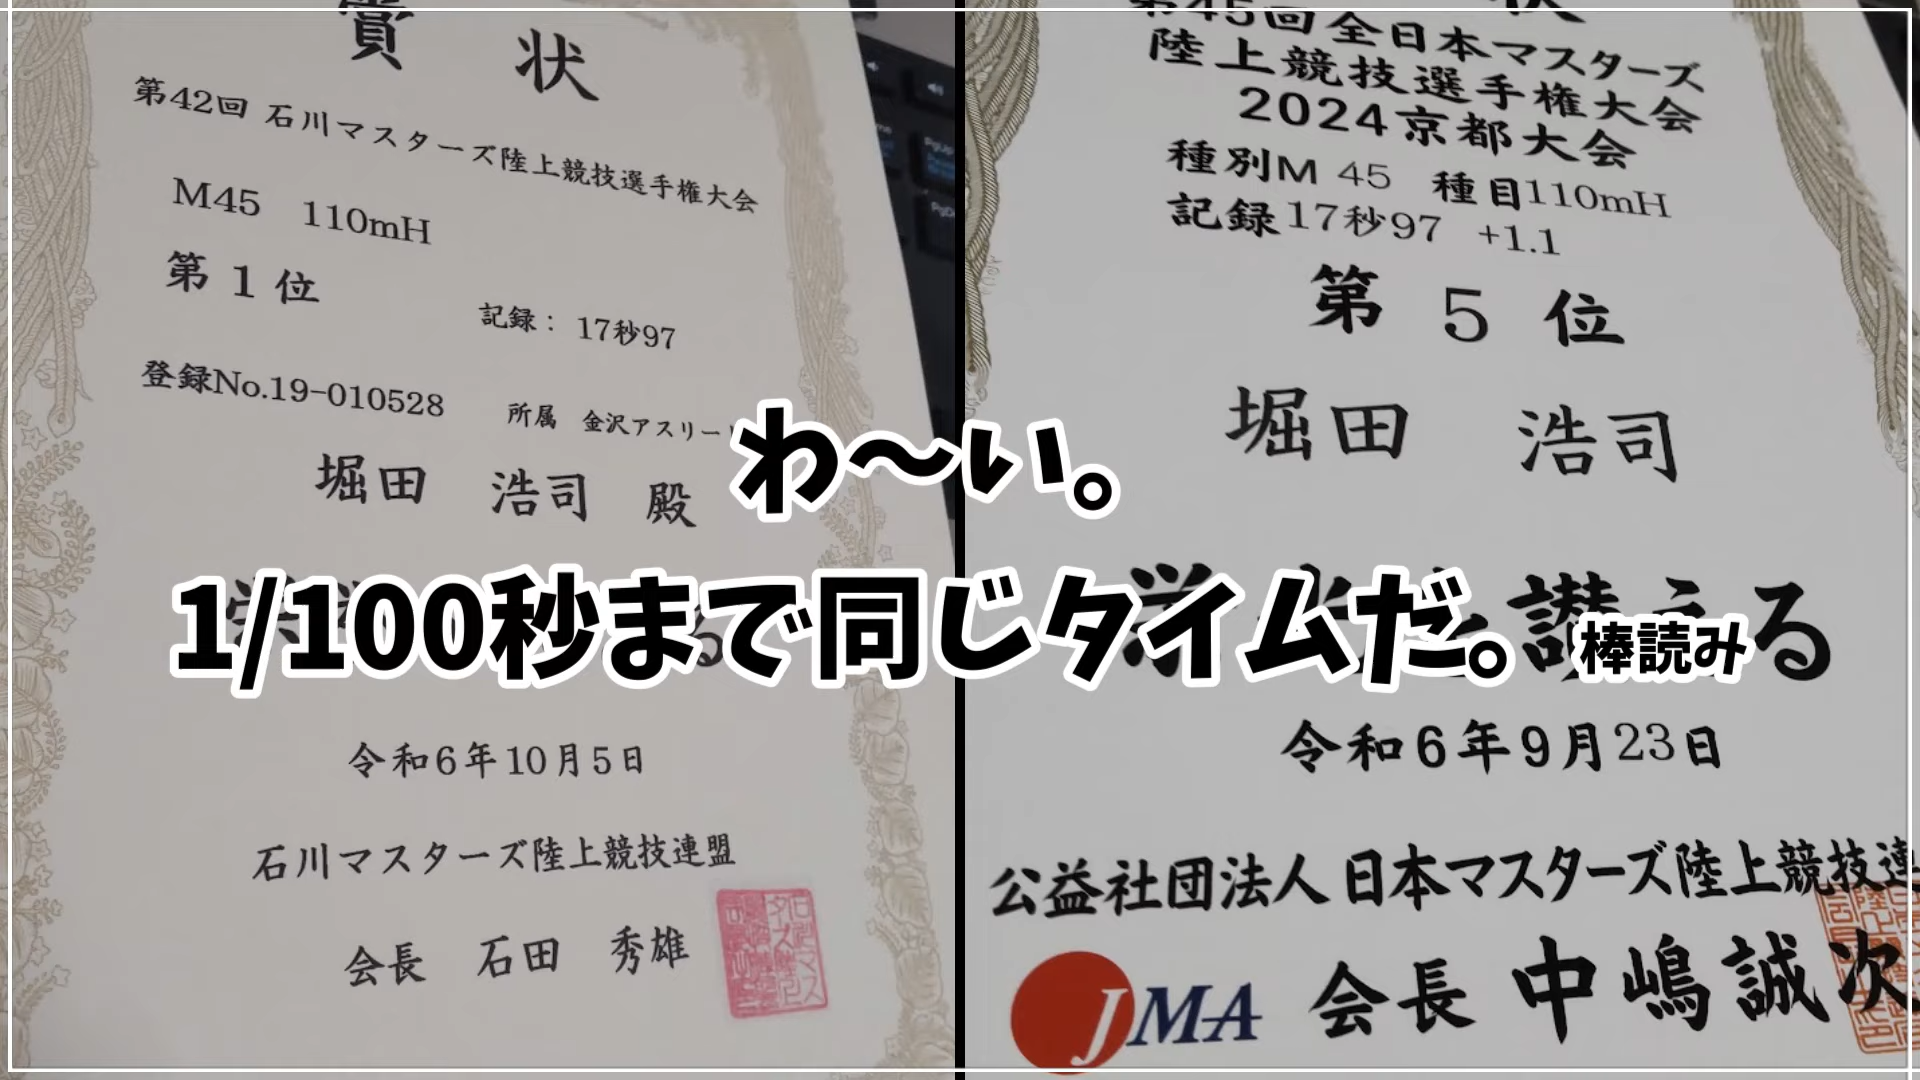 賞 状
第42回 石川マスターズ陸上競技選手権大会
M45 110mH
第1位
記録： 17秒97
登録No.19-010528 所属 金沢アスリー
堀田 浩司 殿
令和6年10月5日
石川マスターズ陸上競技連盟
会長 石田 秀雄
状
第45回全日本マスターズ
陸上競技選手権大会
2024京都大会
種別M 45 種目110mH
記録17秒97 +1.1
第 5 位
堀田 浩司
讃える
令和6年9月23日
公益社団法人 日本マスターズ陸上競技連
JMA 会長 中嶋誠次
わ〜い。
1/100秒まで同じタイムだ。棒読み